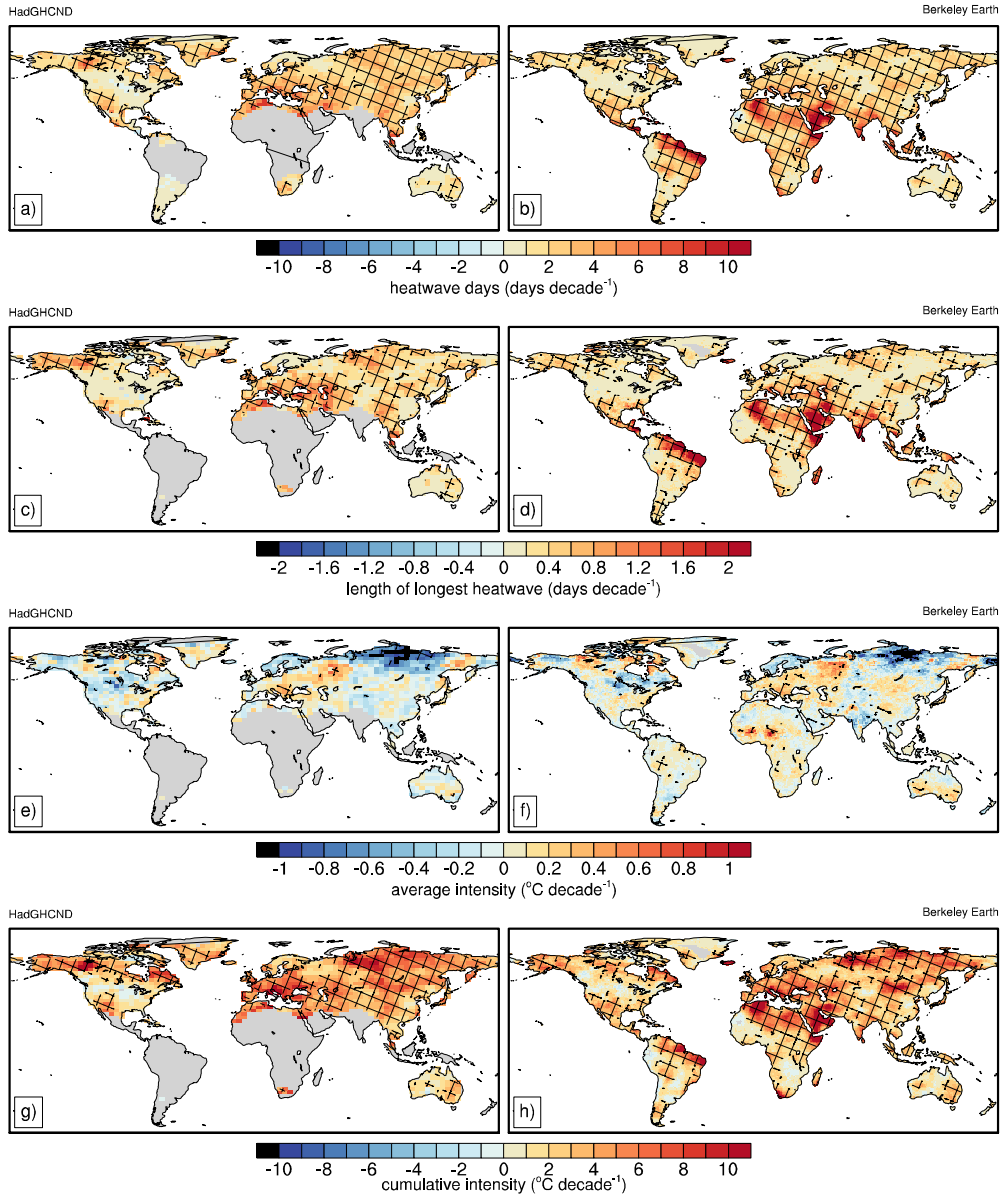 HadGHCND Berkeley Earth
a) b)
-10 -8 -6 -4 -2 0 2 4 6 8 10
heatwave days (days decade⁻¹)
HadGHCND Berkeley Earth
c) d)
-2 -1.6 -1.2 -0.8 -0.4 0 0.4 0.8 1.2 1.6 2
length of longest heatwave (days decade⁻¹)
HadGHCND Berkeley Earth
e) f)
-1 -0.8 -0.6 -0.4 -0.2 0 0.2 0.4 0.6 0.8 1
average intensity (°C decade⁻¹)
HadGHCND Berkeley Earth
g) h)
-10 -8 -6 -4 -2 0 2 4 6 8 10
cumulative intensity (°C decade⁻¹)